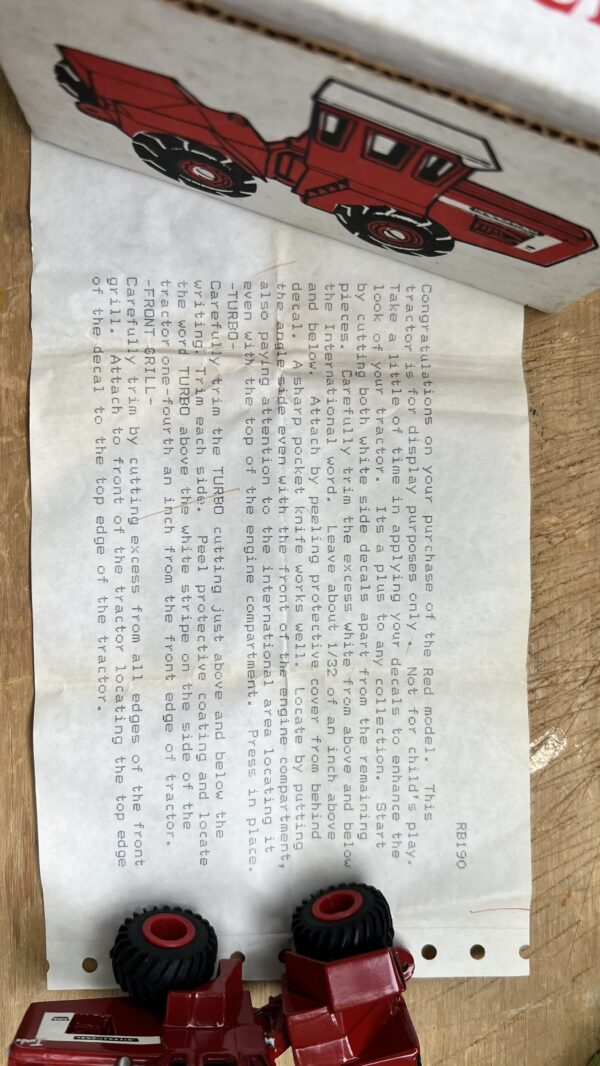 RB190
Congratulations on your purchase of the Red model. This
tractor is for display purposes only. Not for child's play.
Take a little of time in applying your decals to enhance the
look of your tractor. Its a plus to any collection. Start
by cutting both white side decals apart from the remaining
pieces. Carefully trim the excess white from above and below
the International word. Leave about 1/32 of an inch above
and below. Attach by peeling protective cover from behind
decal. A sharp pocket knife works well. Locate by putting
the angle side even with the front of the engine compartment,
also paying attention to the international area locating it
even with the top of the engine compartment. Press in place.
-TURBO-
Carefully trim the TURBO cutting just above and below the
writing. Trim each side. Peel protective coating and locate
the word TURBO above the white stripe on the side of the
tractor one-fourth an inch from the front edge of tractor.
-FRONT GRILL-
Carefully trim by cutting excess from all edges of the front
grill. Attach to front of the tractor locating the top edge
of the decal to the top edge of the tractor.